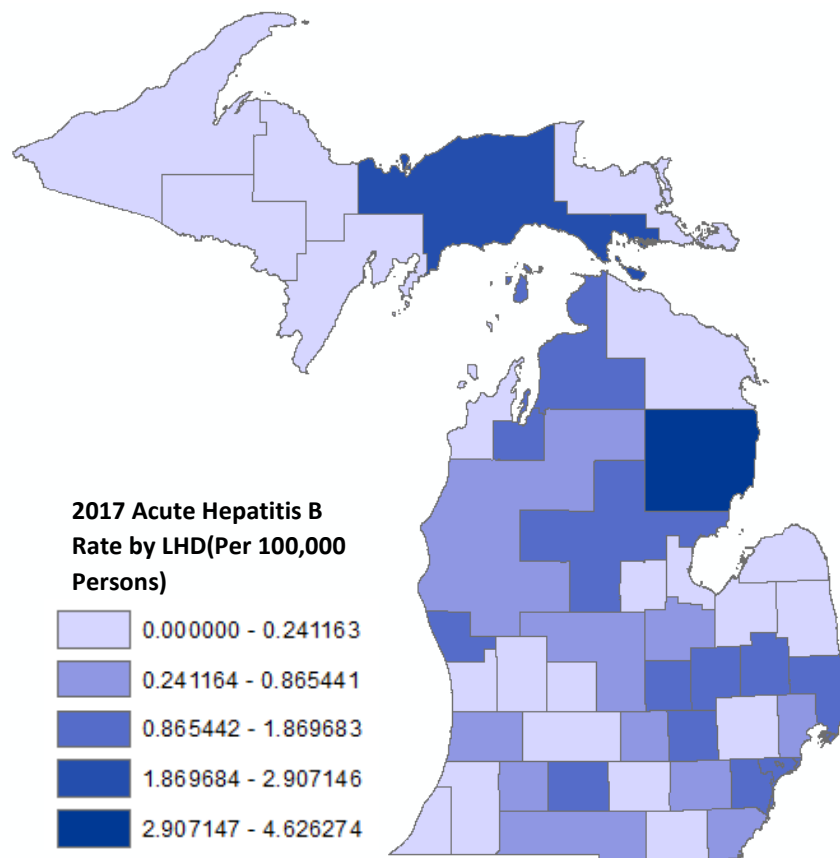 2017 Acute Hepatitis B
Rate by LHD(Per 100,000
Persons)
0.000000 - 0.241163
0.241164 - 0.865441
0.865442 - 1.869683
1.869684 - 2.907146
2.907147 - 4.626274